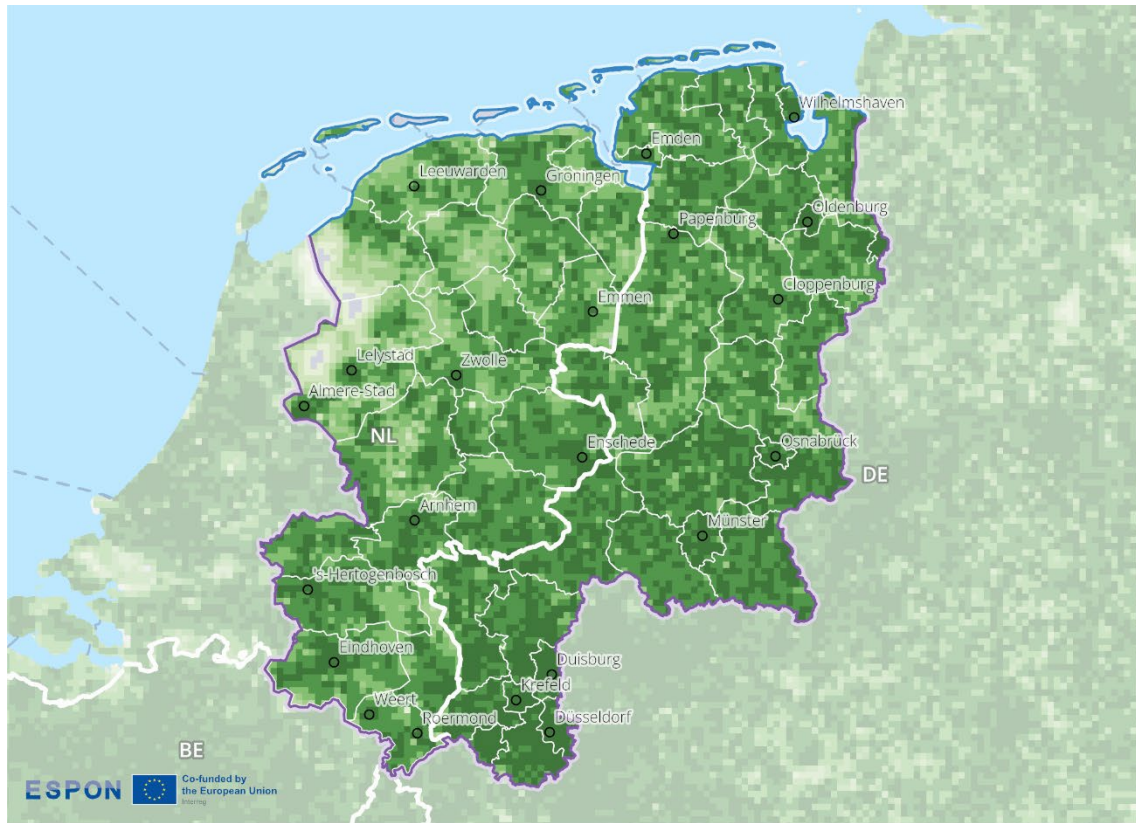 Wilhelmshaven
Emden
Leeuwarden
Groningen
Papenburg
Oldenburg
Cloppenburg
Emmen
Lelystad
Zwolle
Almere-Stad
NL
Enschede
Osnabrück
DE
Arnhem
Münster
's-Hertogenbosch
Eindhoven
Duisburg
Krefeld
Weert
Roermond
Düsseldorf
BE
ESPON
Co-funded by
the European Union
Interreg